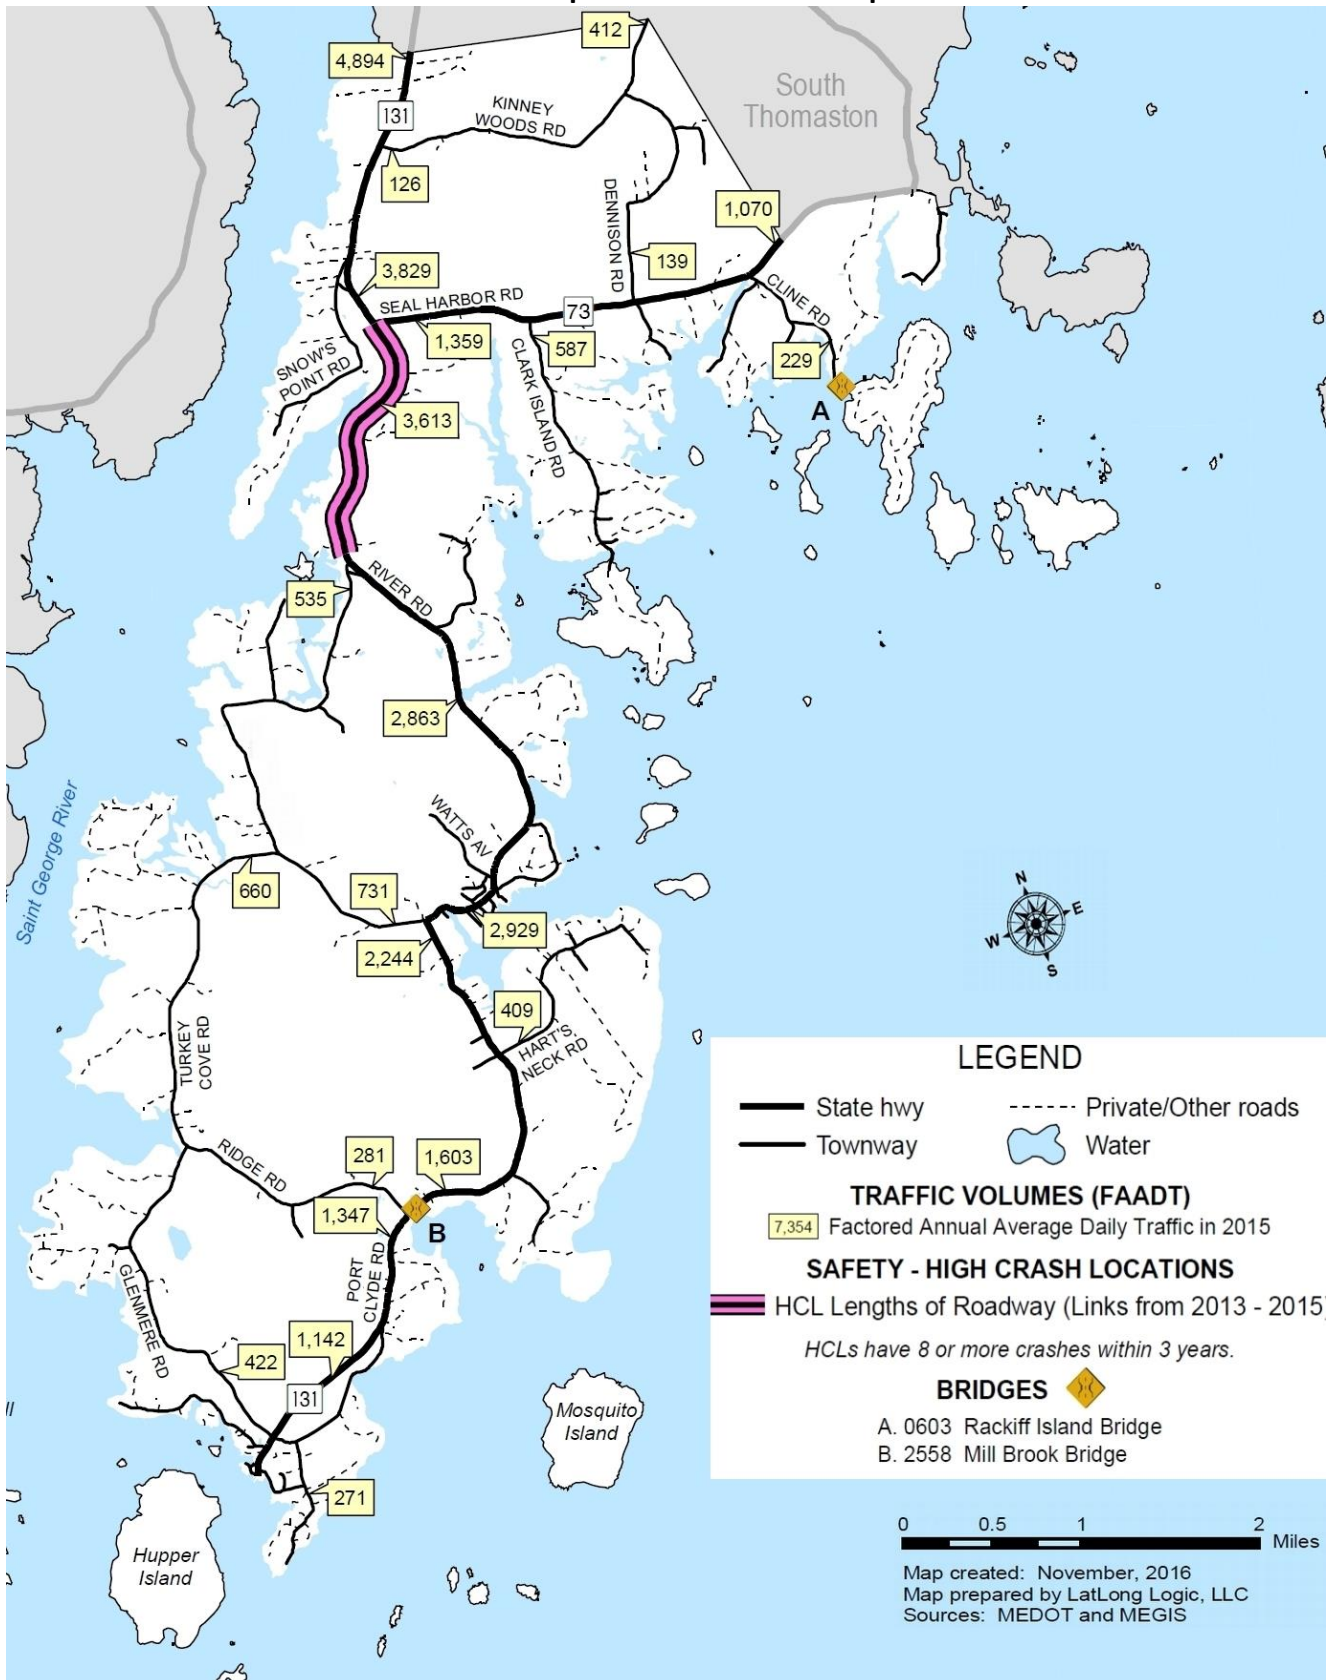 412
4,894
South
Thomaston
131
KINNEY
WOODS RD
126
DENNISON RD
1,070
139
3,829
SEAL HARBOR RD
73
CLINE RD
1,359
587
229
SNOW'S
POINT RD
CLARK ISLAND RD
A
3,613
535
RIVER RD
2,863
Saint George River
WATTS AV
660
731
2,929
2,244
409
HART'S
NECK RD
TURKEY
COVE RD
RIDGE RD
281
1,603
1,347
B
PORT
CLYDE RD
GLENMERE RD
1,142
422
131
271
Mosquito
Island
Hupper
Island
N
E
W
S
LEGEND
State hwy
Private/Other roads
Townway
Water
TRAFFIC VOLUMES (FAADT)
7,354 Factored Annual Average Daily Traffic in 2015
SAFETY - HIGH CRASH LOCATIONS
HCL Lengths of Roadway (Links from 2013 - 2015)
HCLs have 8 or more crashes within 3 years.
BRIDGES
A. 0603 Rackiff Island Bridge
B. 2558 Mill Brook Bridge
0 0.5 1 2 Miles
Map created: November, 2016
Map prepared by LatLong Logic, LLC
Sources: MEDOT and MEGIS